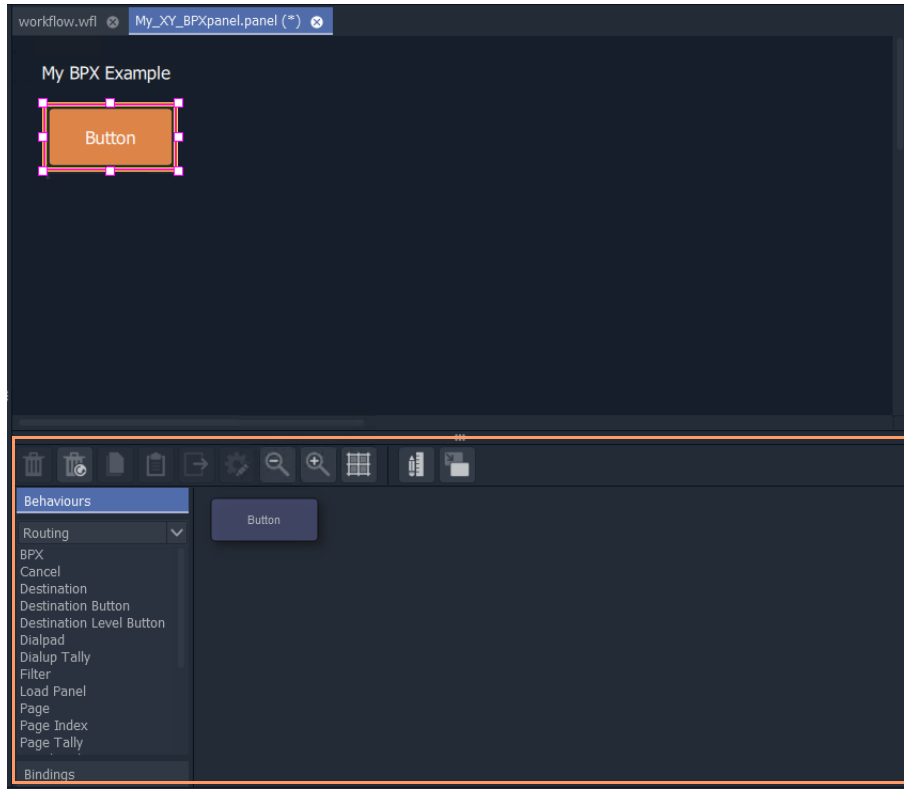 workflow.wfl
My_XY_BPXpanel.panel (*)
My BPX Example
Button
Behaviours
Routing
BPX
Cancel
Destination
Destination Button
Destination Level Button
Dialpad
Dialup Tally
Filter
Load Panel
Page
Page Index
Page Tally
Bindings
Button